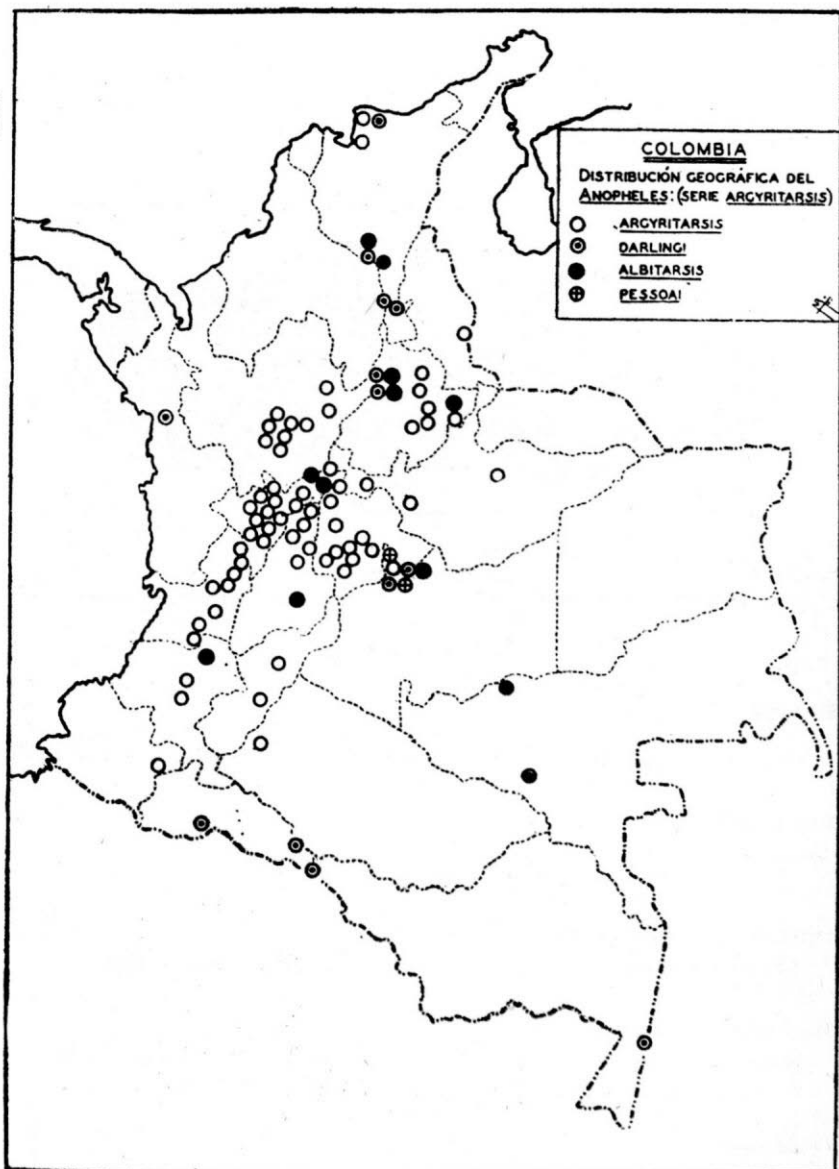 COLOMBIA
DISTRIBUCIÓN GEOGRÁFICA DEL
ANOPHELES: (SERIE ARGYRITARSIS)
ARGYRITARSIS
DARLINGI
ALBITARSIS
PESSOAI